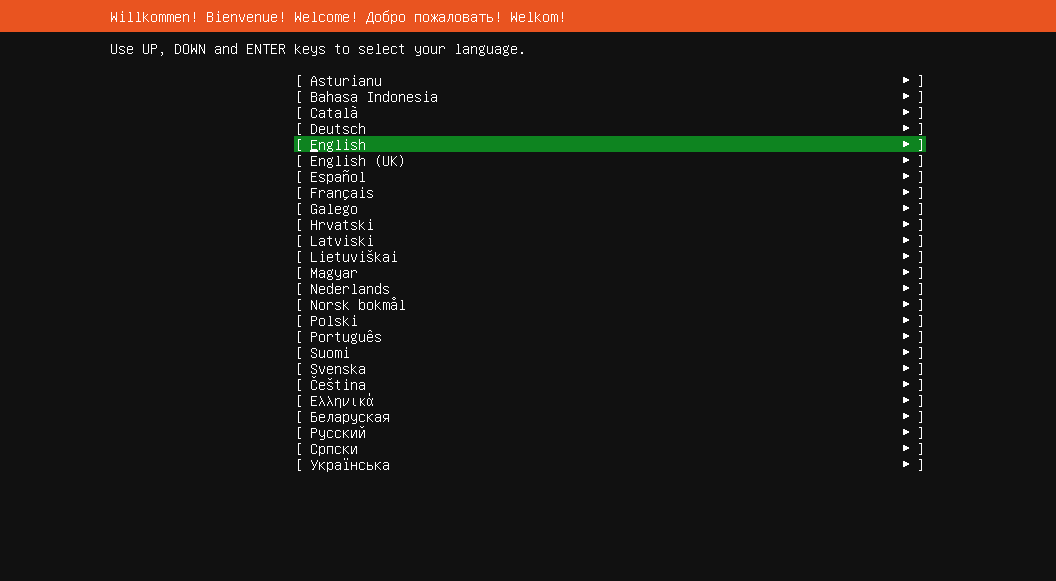 Willkommen! Bienvenue! Welcome! Добро пожаловать! Welkom!
Use UP, DOWN and ENTER keys to select your language.
[ Asturianu ► ]
[ Bahasa Indonesia ► ]
[ Català ► ]
[ Deutsch ► ]
[ English ► ]
[ English (UK) ► ]
[ Español ► ]
[ Français ► ]
[ Galego ► ]
[ Hrvatski ► ]
[ Latviski ► ]
[ Lietuviškai ► ]
[ Magyar ► ]
[ Nederlands ► ]
[ Norsk bokmål ► ]
[ Polski ► ]
[ Português ► ]
[ Suomi ► ]
[ Svenska ► ]
[ Čeština ► ]
[ Ελληνικά ► ]
[ Беларуская ► ]
[ Русский ► ]
[ Српски ► ]
[ Українська ► ]